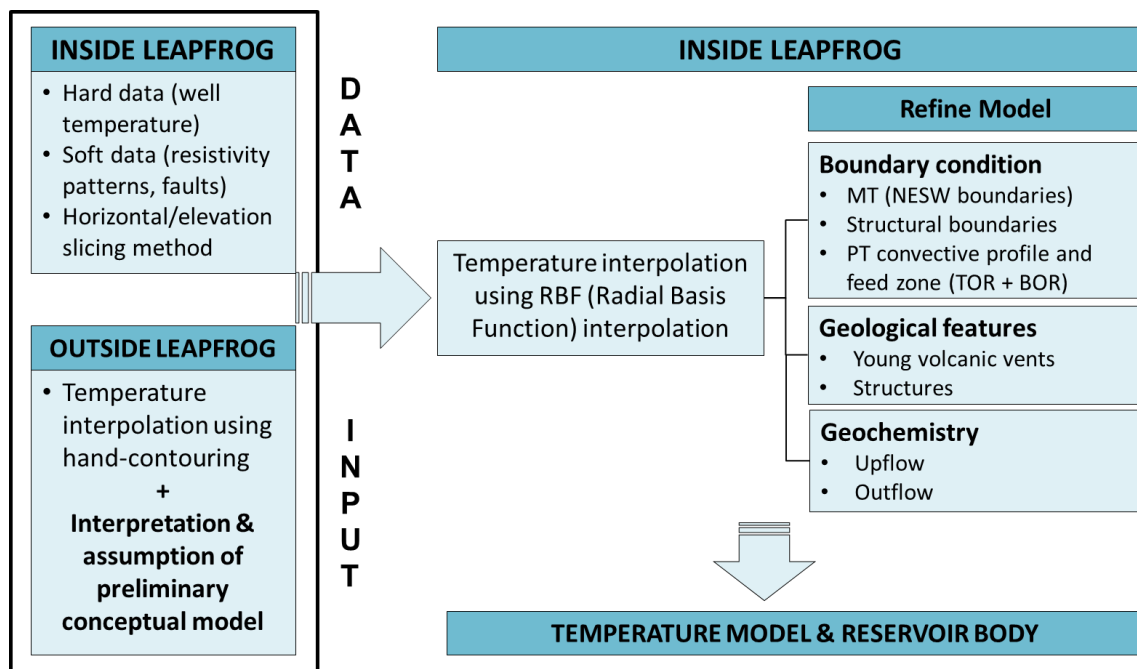 INSIDE LEAPFROG
• Hard data (well
temperature)
• Soft data (resistivity
patterns, faults)
• Horizontal/elevation
slicing method
OUTSIDE LEAPFROG
• Temperature
interpolation using
hand-contouring
+
Interpretation &
assumption of
preliminary
conceptual model
DATA
INPUT
INSIDE LEAPFROG
Temperature interpolation
using RBF (Radial Basis
Function) interpolation
Refine Model
Boundary condition
• MT (NESW boundaries)
• Structural boundaries
• PT convective profile and
feed zone (TOR + BOR)
Geological features
• Young volcanic vents
• Structures
Geochemistry
• Upflow
• Outflow
TEMPERATURE MODEL & RESERVOIR BODY